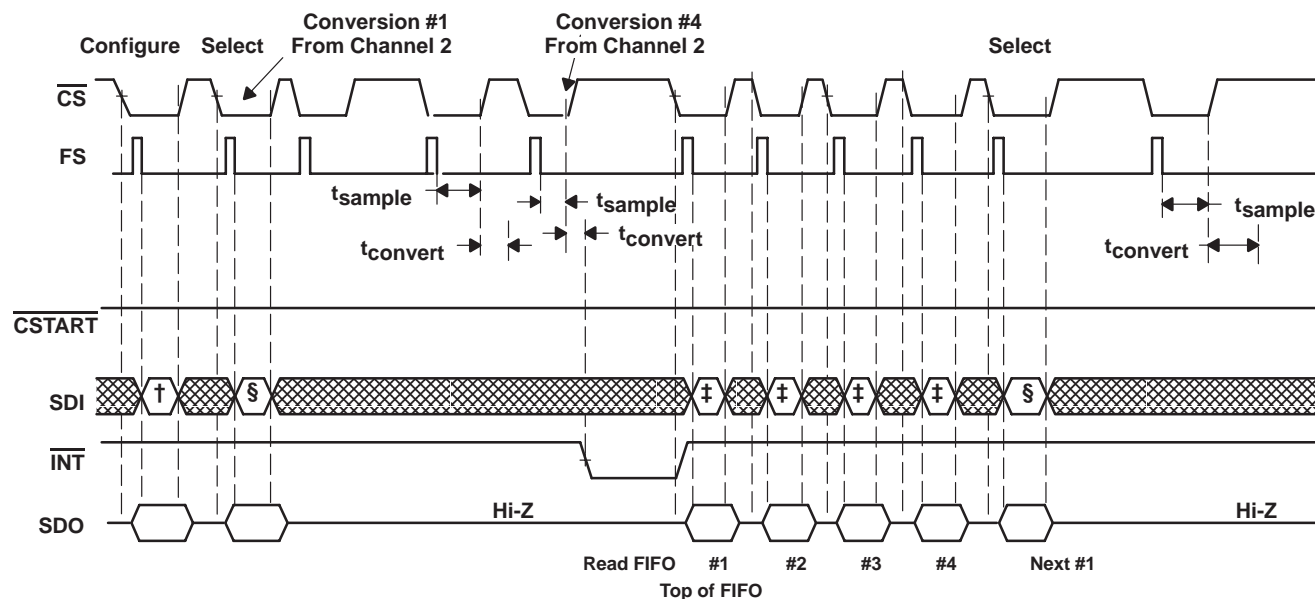 Conversion #1
From Channel 2
Conversion #4
From Channel 2
Configure
Select
Select
CS
FS
tsample
tsample
tsample
tconvert
tconvert
tconvert
CSTART
SDI
†
§
‡
‡
‡
‡
§
INT
SDO
Hi-Z
Hi-Z
Read FIFO
#1
#2
#3
#4
Next #1
Top of FIFO